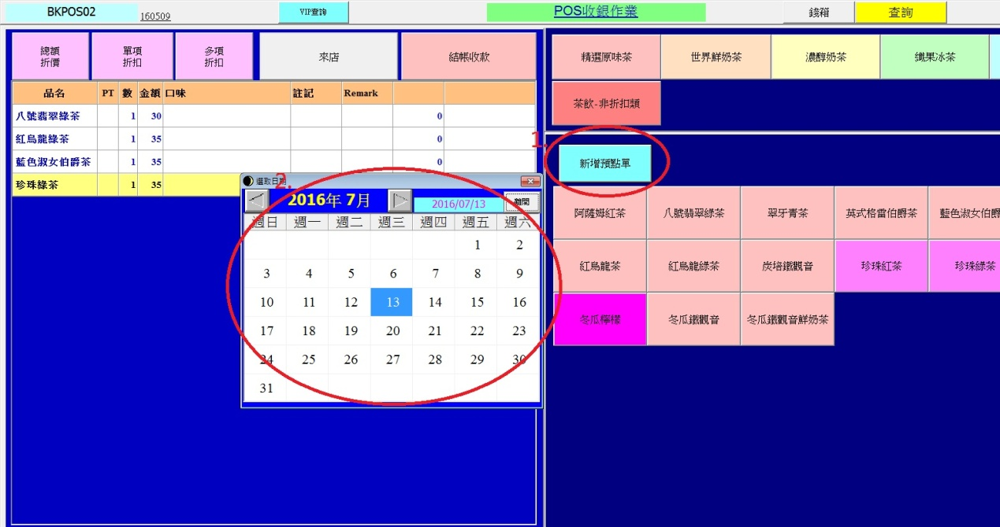 BKPOS02 160509 VIP查詢 POS收銀作業 錢箱 查詢
總額 折價
單項 折扣
多項 折扣
來店
結帳收款
品名 PT 數 金額 口味 註記 Remark
八號翡翠綠茶 1 30 0
紅烏龍綠茶 1 35 0
藍色淑女伯爵茶 1 35 0
珍珠綠茶 1 35
2.
選取日期
2016年 7月 2016/07/13 離開
週日 週一 週二 週三 週四 週五 週六
1 2
3 4 5 6 7 8 9
10 11 12 13 14 15 16
17 18 19 20 21 22 23
24 25 26 27 28 29 30
31
精選原味茶 世界鮮奶茶 濃醇奶茶 纖果冰茶
茶飲-非折扣類
1.
新增預點單
阿薩姆紅茶 八號翡翠綠茶 翠牙青茶 英式格雷伯爵茶 藍色淑女伯爵
紅烏龍茶 紅烏龍綠茶 炭培鐵觀音 珍珠紅茶 珍珠綠茶
冬瓜檸檬 冬瓜鐵觀音 冬瓜鐵觀音鮮奶茶